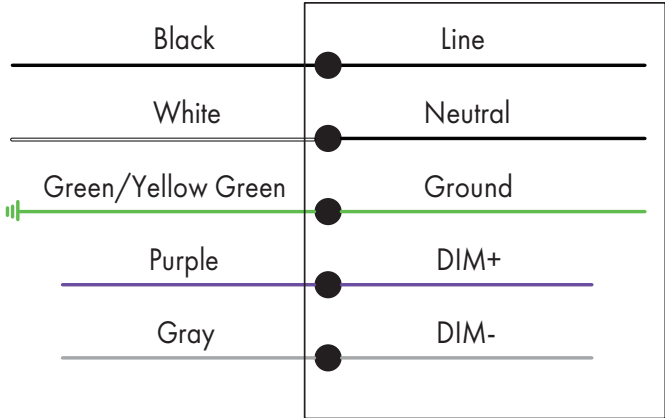 Black Line
White Neutral
Green/Yellow Green Ground
Purple DIM+
Gray DIM-